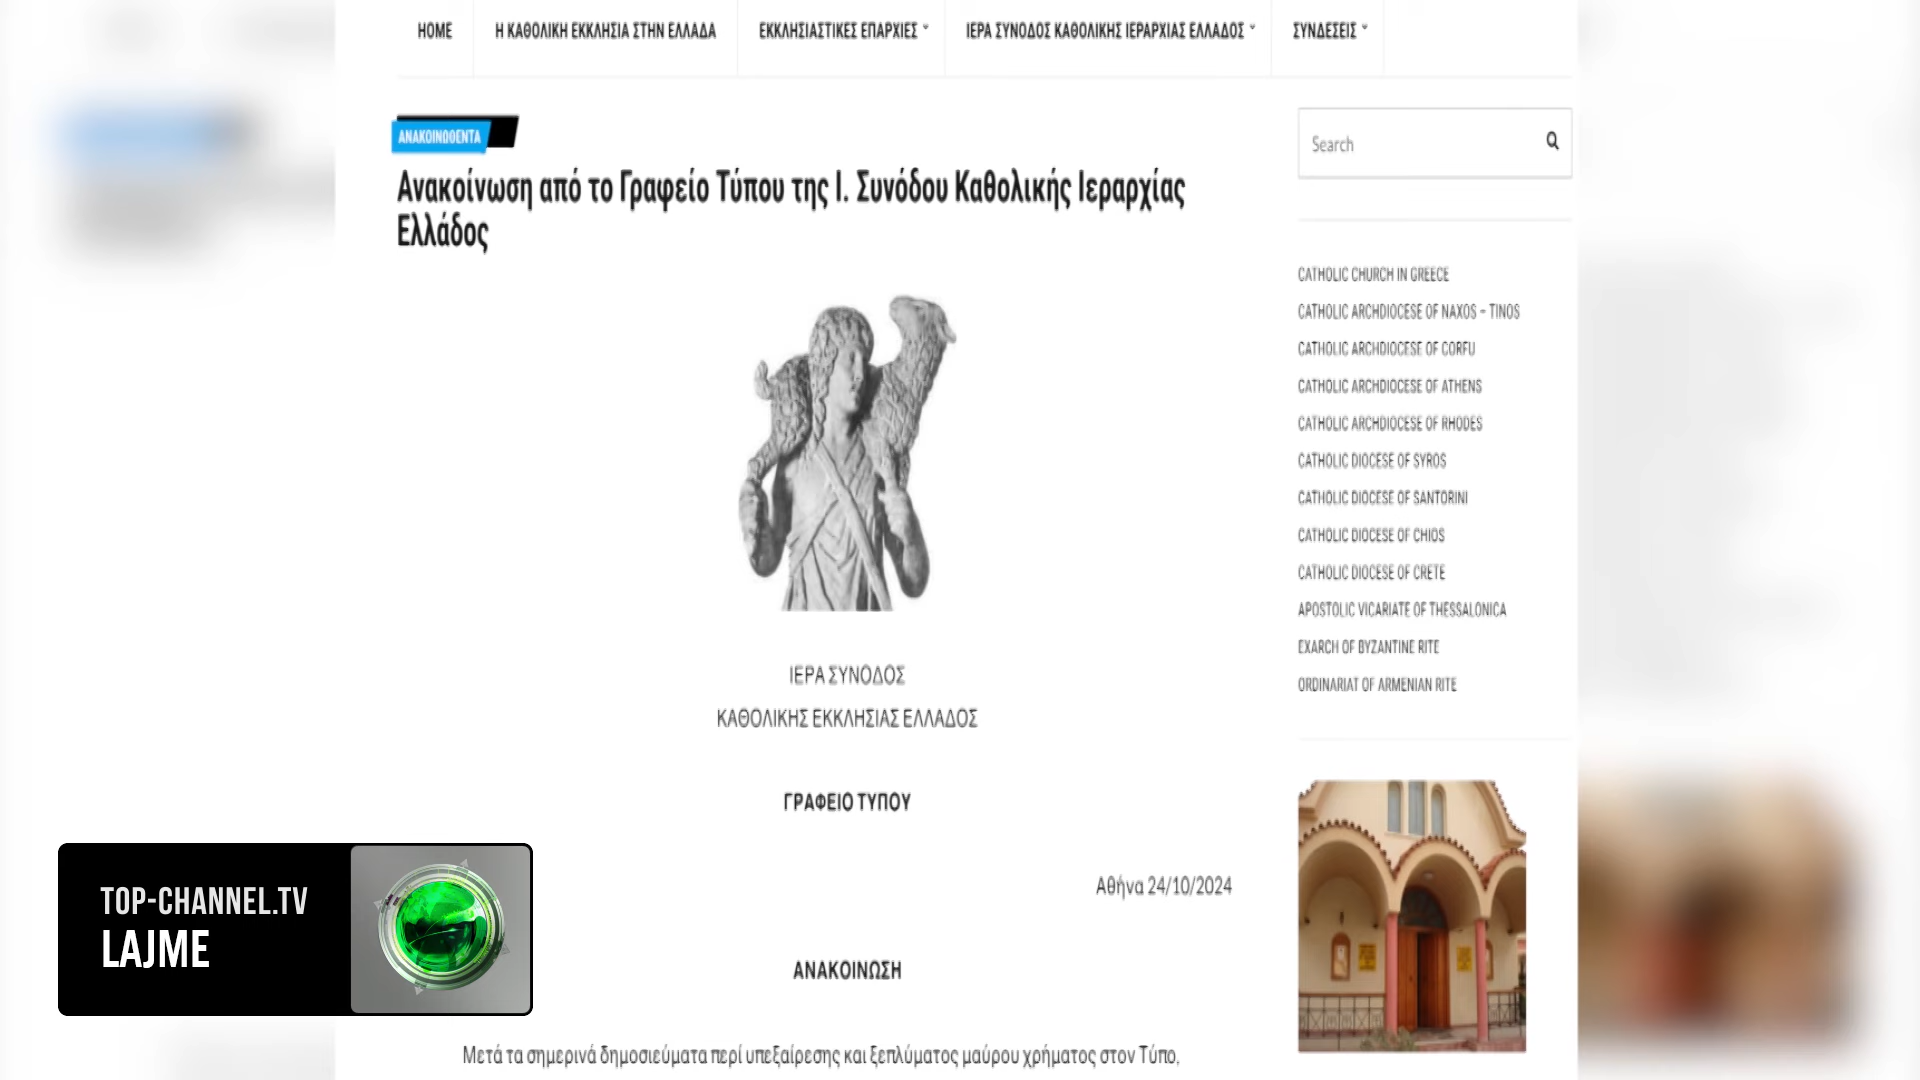 HOME
Η ΚΑΘΟΛΙΚΗ ΕΚΚΛΗΣΙΑ ΣΤΗΝ ΕΛΛΑΔΑ
ΕΚΚΛΗΣΙΑΣΤΙΚΕΣ ΕΠΑΡΧΙΕΣ
ΙΕΡΑ ΣΥΝΟΔΟΣ ΚΑΘΟΛΙΚΗΣ ΙΕΡΑΡΧΙΑΣ ΕΛΛΑΔΟΣ
ΣΥΝΔΕΣΕΙΣ
ΑΝΑΚΟΙΝΩΘΕΝΤΑ
Ανακοίνωση από το Γραφείο Τύπου της Ι. Συνόδου Καθολικής Ιεραρχίας
Ελλάδος
ΙΕΡΑ ΣΥΝΟΔΟΣ
ΚΑΘΟΛΙΚΗΣ ΕΚΚΛΗΣΙΑΣ ΕΛΛΑΔΟΣ
ΓΡΑΦΕΙΟ ΤΥΠΟΥ
Αθήνα 24/10/2024
ΑΝΑΚΟΙΝΩΣΗ
Μετά τα σημερινά δημοσιεύματα περί υπεξαίρεσης και ξεπλύματος μαύρου χρήματος στον Τύπο,
Search
CATHOLIC CHURCH IN GREECE
CATHOLIC ARCHDIOCESE OF NAXOS – TINOS
CATHOLIC ARCHDIOCESE OF CORFU
CATHOLIC ARCHDIOCESE OF ATHENS
CATHOLIC ARCHDIOCESE OF RHODES
CATHOLIC DIOCESE OF SYROS
CATHOLIC DIOCESE OF SANTORINI
CATHOLIC DIOCESE OF CHIOS
CATHOLIC DIOCESE OF CRETE
APOSTOLIC VICARIATE OF THESSALONICA
EXARCH OF BYZANTINE RITE
ORDINARIAT OF ARMENIAN RITE
TOP-CHANNEL.TV
LAJME